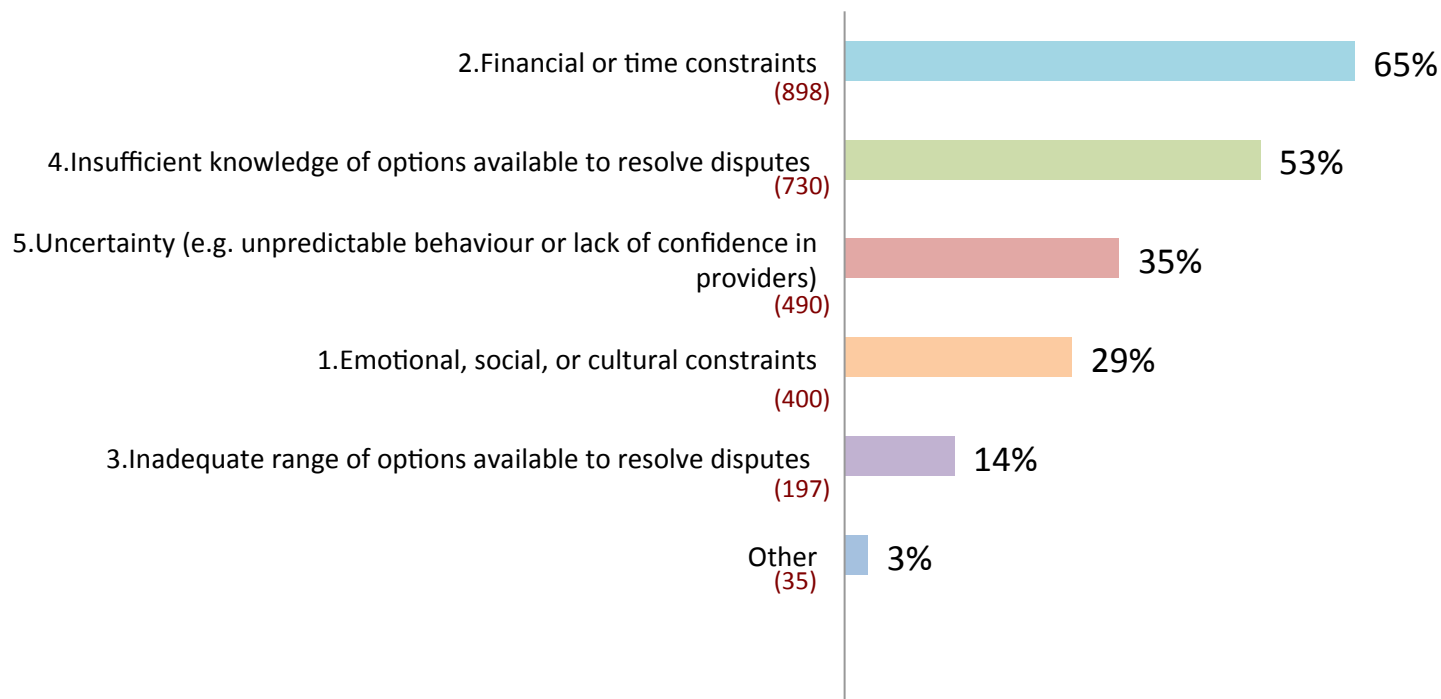 2.Financial or time constraints
65%
(898)
4.Insufficient knowledge of options available to resolve disputes
53%
(730)
5.Uncertainty (e.g. unpredictable behaviour or lack of confidence in
providers)
35%
(490)
1.Emotional, social, or cultural constraints
29%
(400)
3.Inadequate range of options available to resolve disputes
14%
(197)
Other
3%
(35)